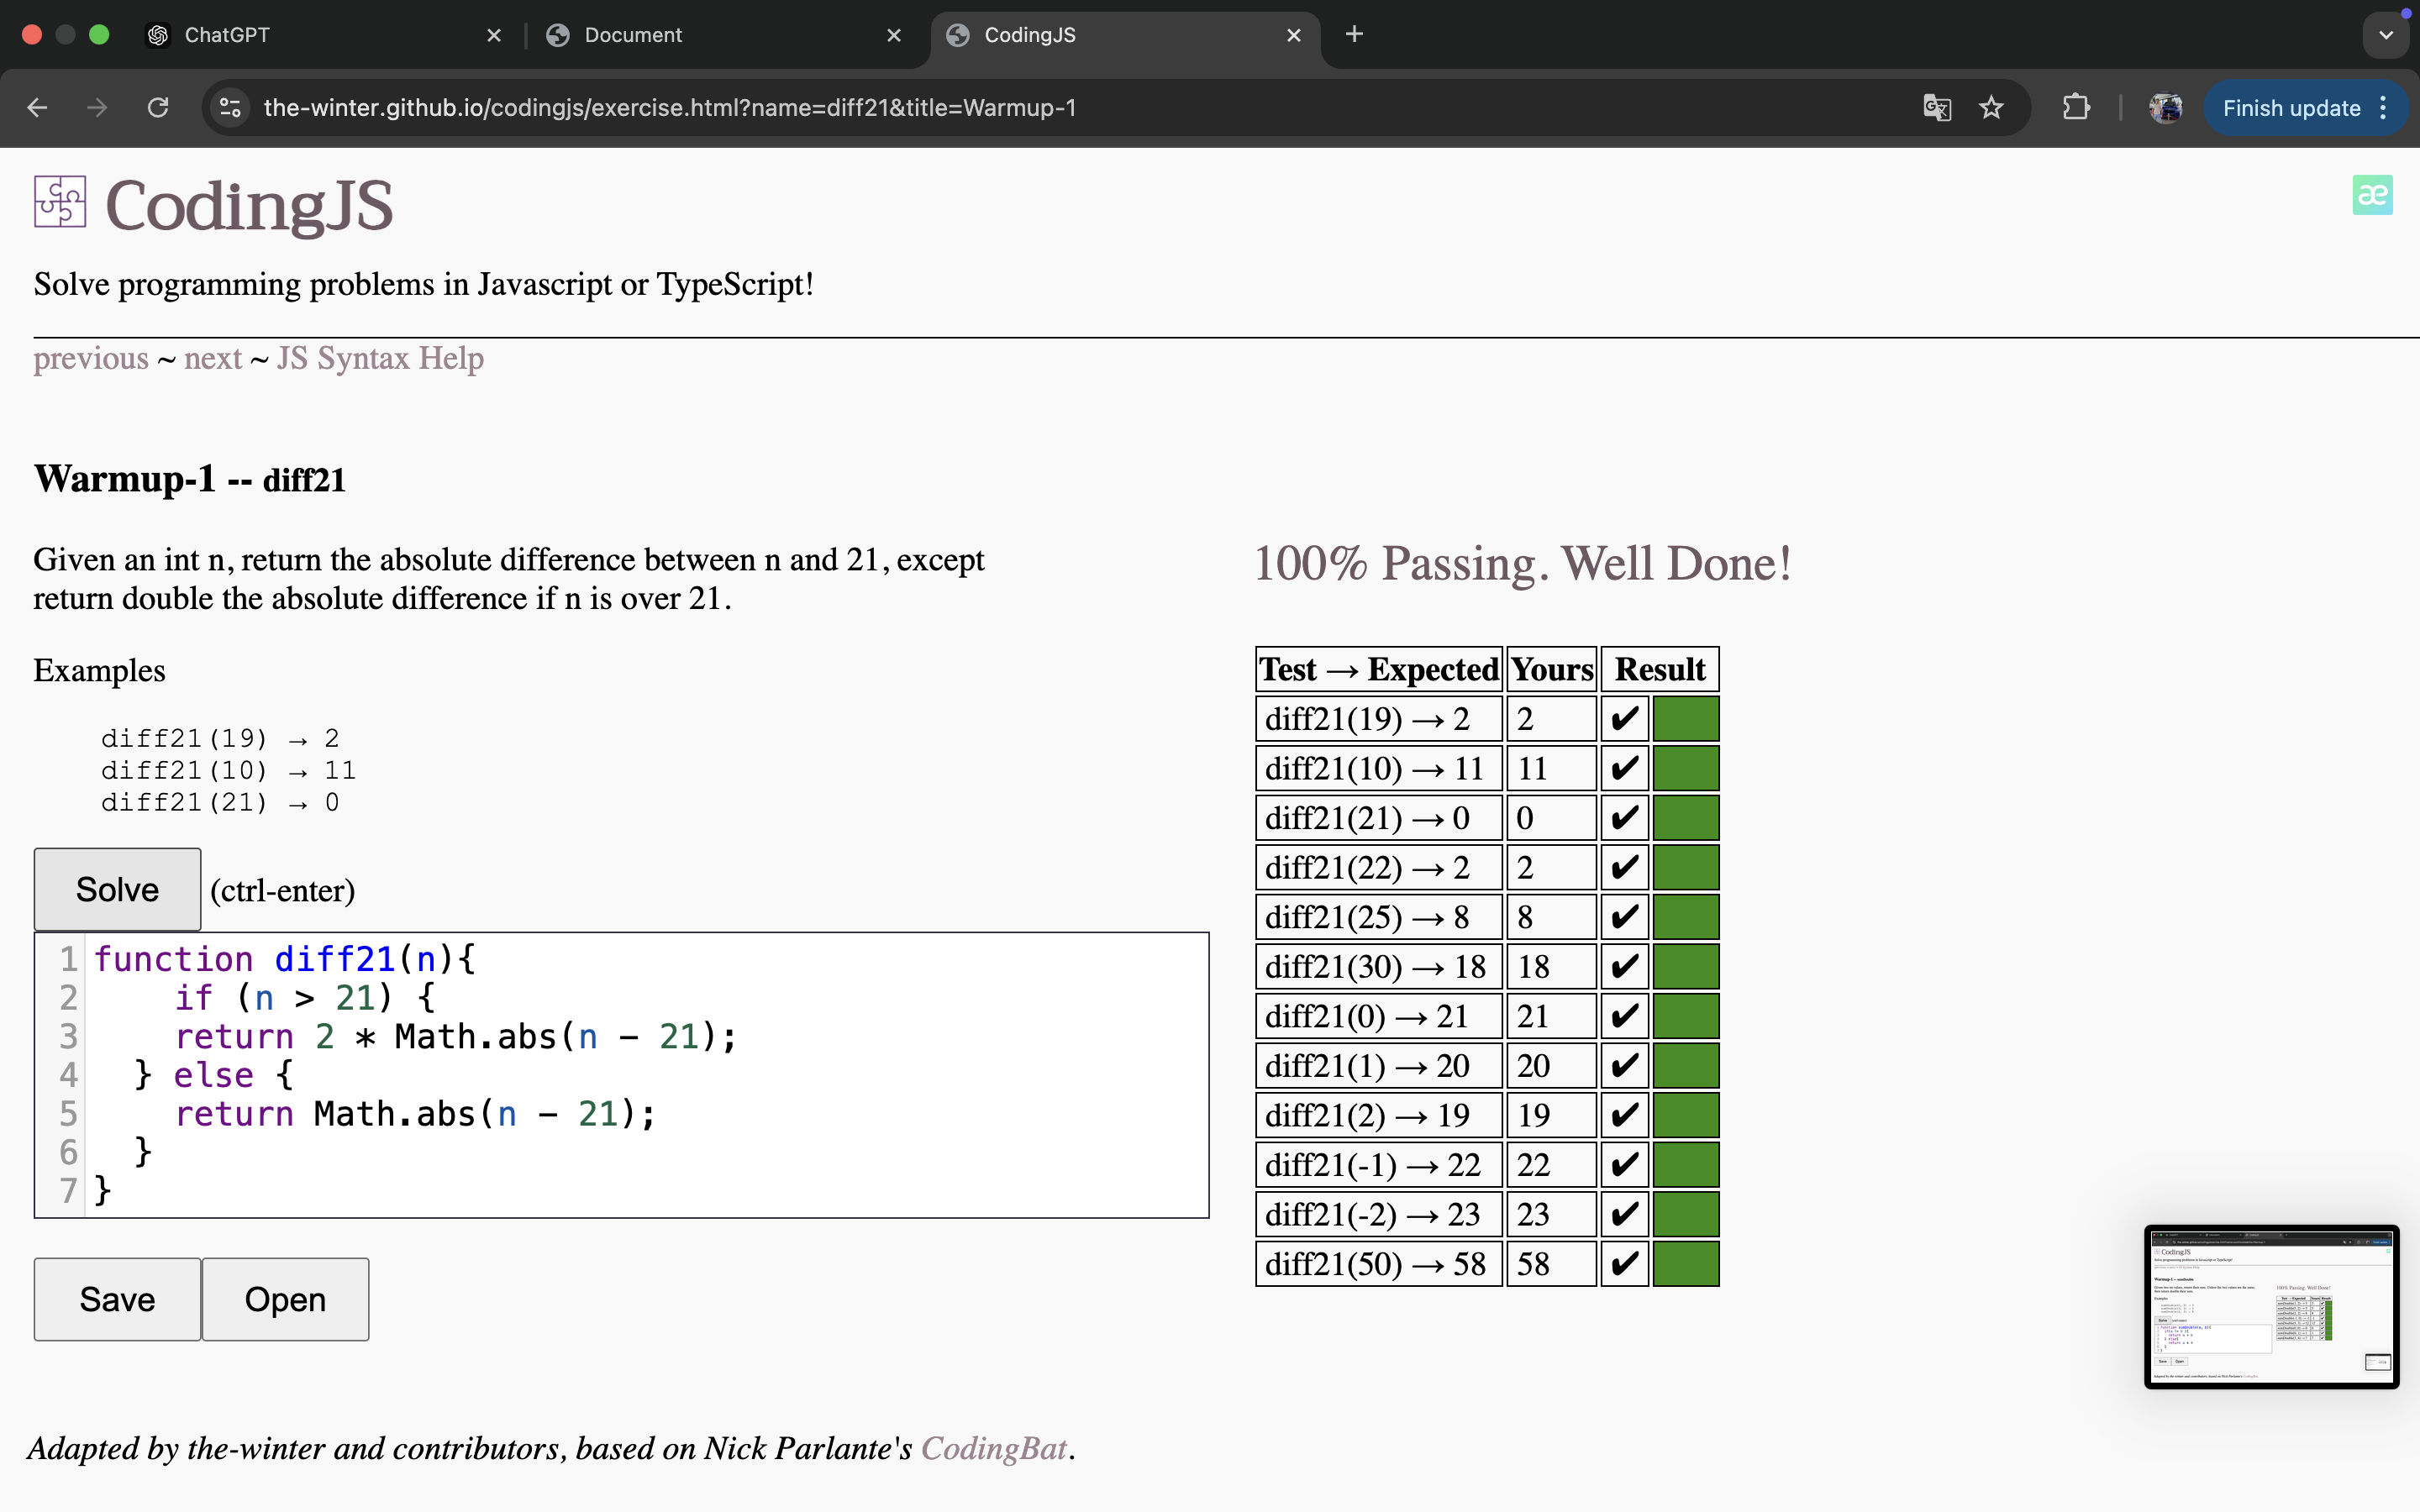 ChatGPT
Document
CodingJS
the-winter.github.io/codingjs/exercise.html?name=diff21&title=Warmup-1
Finish update
CodingJS
æ
Solve programming problems in Javascript or TypeScript!
previous ~ next ~ JS Syntax Help
Warmup-1 -- diff21
Given an int n, return the absolute difference between n and 21, except
return double the absolute difference if n is over 21.
Examples
diff21(19) → 2
diff21(10) → 11
diff21(21) → 0
Solve (ctrl-enter)
1 function diff21(n){
2     if (n > 21) {
3     return 2 * Math.abs(n - 21);
4   } else {
5     return Math.abs(n - 21);
6   }
7 }
Save Open
100% Passing. Well Done!
Test → Expected Yours Result
diff21(19) → 2 2 ✔
diff21(10) → 11 11 ✔
diff21(21) → 0 0 ✔
diff21(22) → 2 2 ✔
diff21(25) → 8 8 ✔
diff21(30) → 18 18 ✔
diff21(0) → 21 21 ✔
diff21(1) → 20 20 ✔
diff21(2) → 19 19 ✔
diff21(-1) → 22 22 ✔
diff21(-2) → 23 23 ✔
diff21(50) → 58 58 ✔
CodingJS
100% Passing. Well Done!
Adapted by the-winter and contributors, based on Nick Parlante's CodingBat.